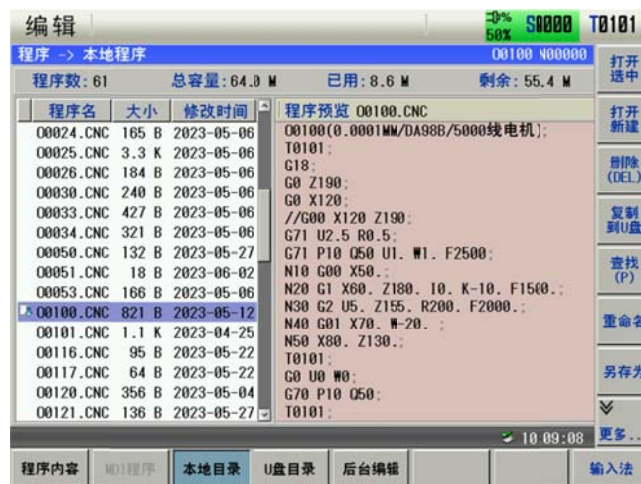 编辑
50%
S0000
T0101
程序 -> 本地程序
O0100 N00000
程序数: 61
总容量: 64.0 M
已用: 8.6 M
剩余: 55.4 M
程序名 大小 修改时间
O0024.CNC 165 B 2023-05-06
O0025.CNC 3.3 K 2023-05-06
O0026.CNC 184 B 2023-05-06
O0030.CNC 240 B 2023-05-06
O0033.CNC 427 B 2023-05-06
O0034.CNC 321 B 2023-05-06
O0050.CNC 132 B 2023-05-27
O0051.CNC 18 B 2023-06-02
O0053.CNC 166 B 2023-05-06
O0100.CNC 821 B 2023-05-12
O0101.CNC 1.1 K 2023-04-25
O0116.CNC 95 B 2023-05-22
O0117.CNC 64 B 2023-05-22
O0120.CNC 356 B 2023-05-04
O0121.CNC 136 B 2023-05-27
程序预览 O0100.CNC
O0100(0.0001MM/DA98B/5000线电机);
T0101;
G18;
G0 Z190;
G0 X120;
//G00 X120 Z190;
G71 U2.5 R0.5;
G71 P10 Q50 U1. W1. F2500;
N10 G00 X50.;
N20 G1 X60. Z180. I0. K-10. F1500.;
N30 G2 U5. Z155. R200. F2000.;
N40 G01 X70. W-20. ;
N50 X80. Z130.;
T0101;
G0 U0 W0;
G70 P10 Q50;
T0101;
打开
选中
打开
新建
删除
(DEL)
复制
到U盘
查找
(P)
重命名
另存为
更多..
10:09:08
程序内容
MDI程序
本地目录
U盘目录
后台编辑
输入法